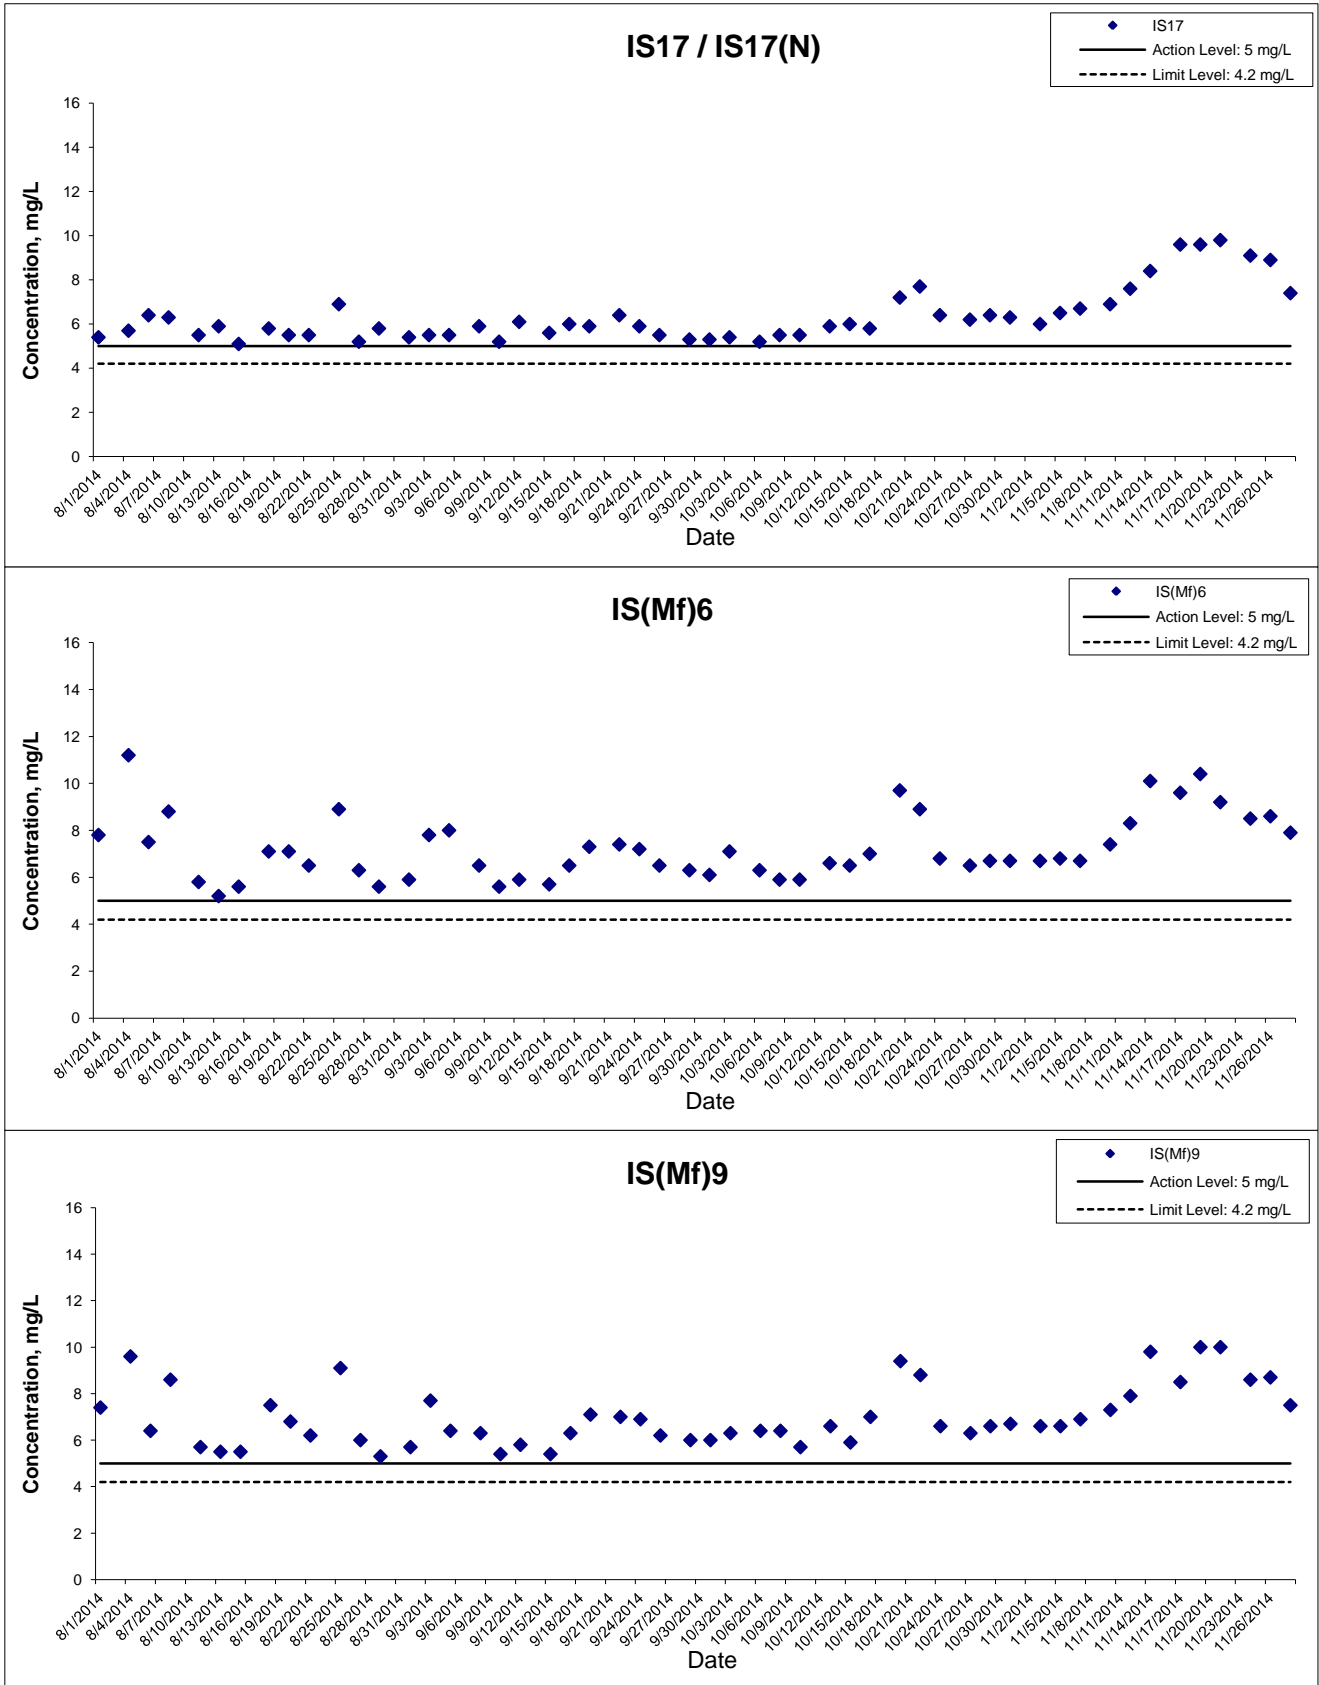 IS17 / IS17(N)
IS17
Action Level: 5 mg/L
Limit Level: 4.2 mg/L
Concentration, mg/L
16
14
12
10
8
6
4
2
0
8/1/2014 8/4/2014 8/7/2014 8/10/2014 8/13/2014 8/16/2014 8/19/2014 8/22/2014 8/25/2014 8/28/2014 8/31/2014 9/3/2014 9/6/2014 9/9/2014 9/12/2014 9/15/2014 9/18/2014 9/21/2014 9/24/2014 9/27/2014 9/30/2014 10/3/2014 10/6/2014 10/9/2014 10/12/2014 10/15/2014 10/18/2014 10/21/2014 10/24/2014 10/27/2014 10/30/2014 11/2/2014 11/5/2014 11/8/2014 11/11/2014 11/14/2014 11/17/2014 11/20/2014 11/23/2014 11/26/2014
Date
IS(Mf)6
IS(Mf)6
Action Level: 5 mg/L
Limit Level: 4.2 mg/L
Concentration, mg/L
16
14
12
10
8
6
4
2
0
8/1/2014 8/4/2014 8/7/2014 8/10/2014 8/13/2014 8/16/2014 8/19/2014 8/22/2014 8/25/2014 8/28/2014 8/31/2014 9/3/2014 9/6/2014 9/9/2014 9/12/2014 9/15/2014 9/18/2014 9/21/2014 9/24/2014 9/27/2014 9/30/2014 10/3/2014 10/6/2014 10/9/2014 10/12/2014 10/15/2014 10/18/2014 10/21/2014 10/24/2014 10/27/2014 10/30/2014 11/2/2014 11/5/2014 11/8/2014 11/11/2014 11/14/2014 11/17/2014 11/20/2014 11/23/2014 11/26/2014
Date
IS(Mf)9
IS(Mf)9
Action Level: 5 mg/L
Limit Level: 4.2 mg/L
Concentration, mg/L
16
14
12
10
8
6
4
2
0
8/1/2014 8/4/2014 8/7/2014 8/10/2014 8/13/2014 8/16/2014 8/19/2014 8/22/2014 8/25/2014 8/28/2014 8/31/2014 9/3/2014 9/6/2014 9/9/2014 9/12/2014 9/15/2014 9/18/2014 9/21/2014 9/24/2014 9/27/2014 9/30/2014 10/3/2014 10/6/2014 10/9/2014 10/12/2014 10/15/2014 10/18/2014 10/21/2014 10/24/2014 10/27/2014 10/30/2014 11/2/2014 11/5/2014 11/8/2014 11/11/2014 11/14/2014 11/17/2014 11/20/2014 11/23/2014 11/26/2014
Date